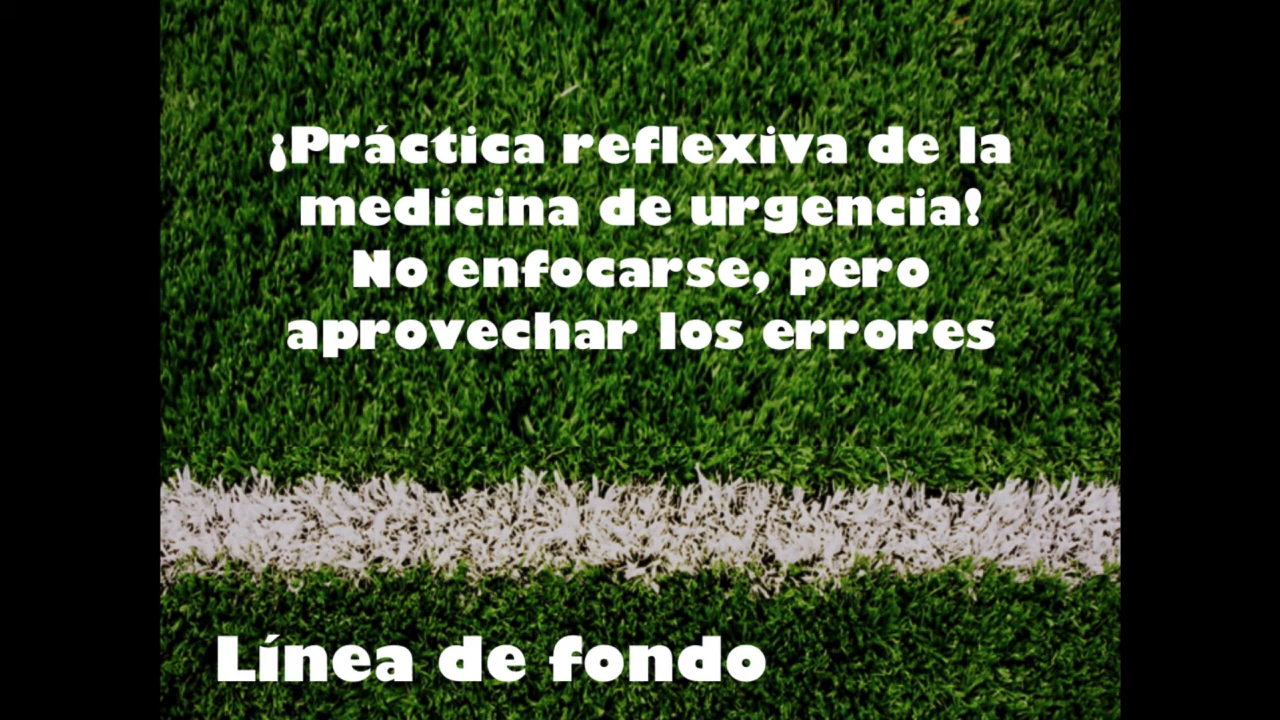 ¡Práctica reflexiva de la
medicina de urgencia!
No enfocarse, pero
aprovechar los errores
Línea de fondo